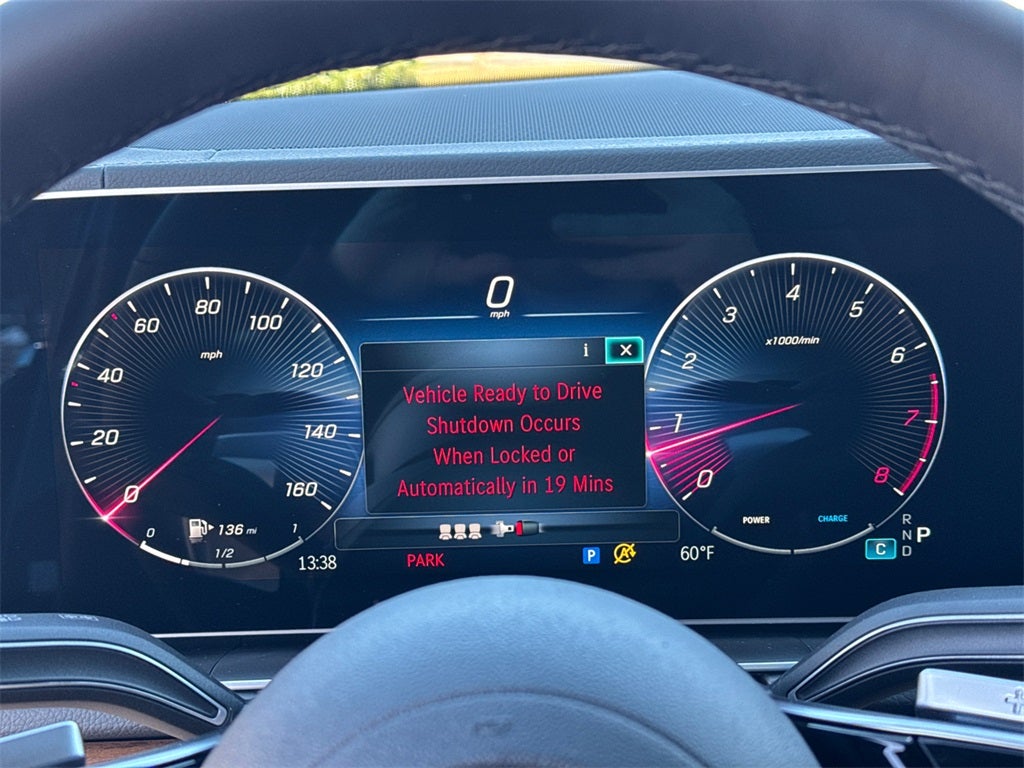 0
mph
i
Vehicle Ready to Drive
Shutdown Occurs
When Locked or
Automatically in 19 Mins
0
20
40
60
80
100
120
140
160
mph
0
136 mi
1
1/2
13:38
0
1
2
3
4
5
6
7
8
x1000/min
POWER
CHARGE
PARK
P
A
60°F
C
R
N
D
P